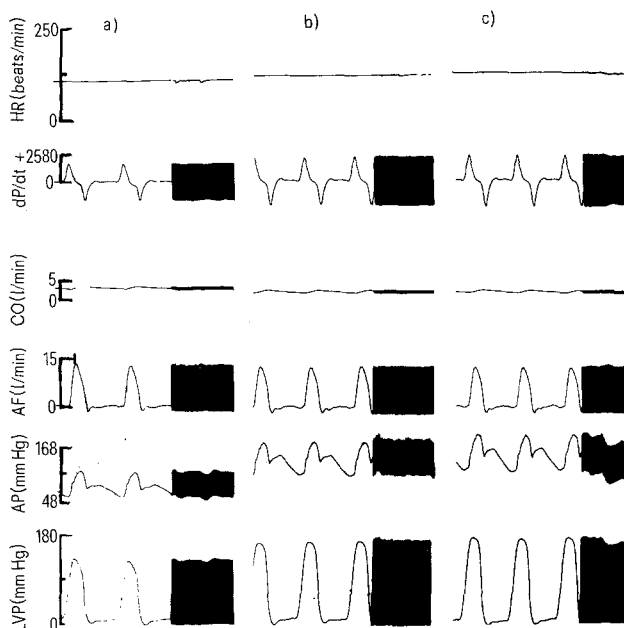 a) b) c)
HR(beats/min)
250
0
dP/dt
+2580
0
CO(l/min)
5
0
AF(l/min)
15
0
AP(mm Hg)
168
48
LVP(mm Hg)
180
0